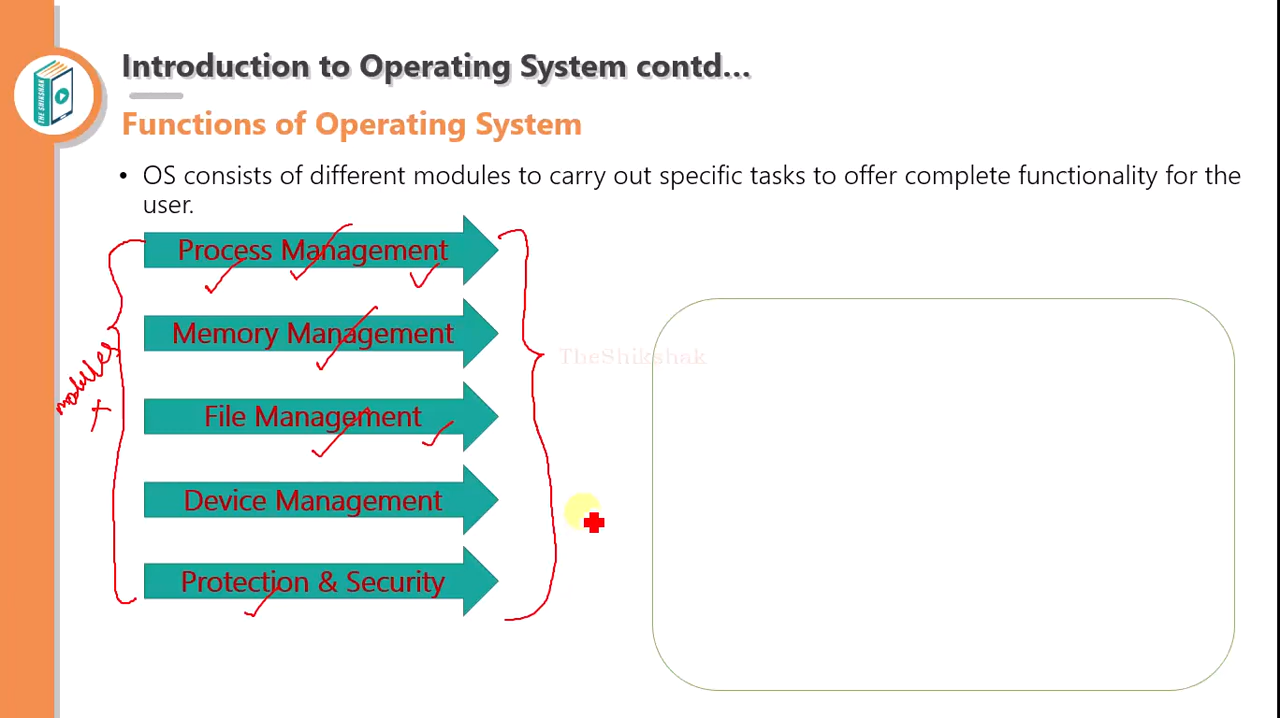 Introduction to Operating System contd...
Functions of Operating System
• OS consists of different modules to carry out specific tasks to offer complete functionality for the
user.
Process Management
Memory Management
TheShikshak
modules
File Management
Device Management
Protection & Security
THE SHIKSHAK